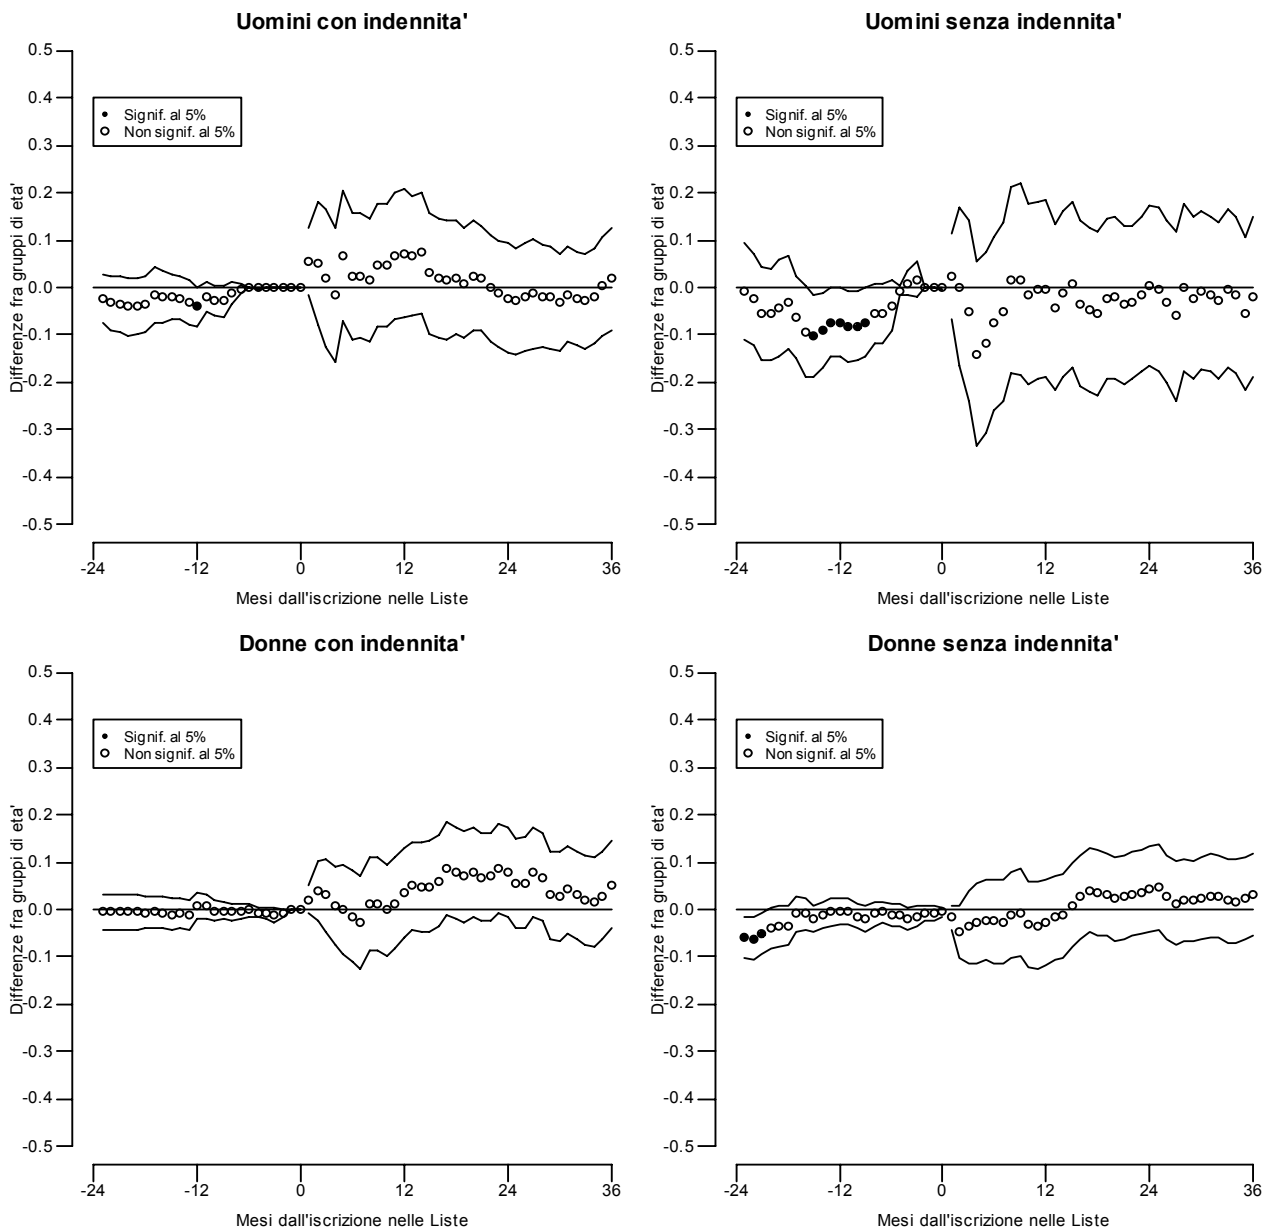 Uomini con indennita'
0.5
0.4
0.3
0.2
0.1
0.0
-0.1
-0.2
-0.3
-0.4
-0.5
Differenze fra gruppi di eta'
Signif. al 5%
Non signif. al 5%
-24 -12 0 12 24 36
Mesi dall'iscrizione nelle Liste
Uomini senza indennita'
0.5
0.4
0.3
0.2
0.1
0.0
-0.1
-0.2
-0.3
-0.4
-0.5
Differenze fra gruppi di eta'
Signif. al 5%
Non signif. al 5%
-24 -12 0 12 24 36
Mesi dall'iscrizione nelle Liste
Donne con indennita'
0.5
0.4
0.3
0.2
0.1
0.0
-0.1
-0.2
-0.3
-0.4
-0.5
Differenze fra gruppi di eta'
Signif. al 5%
Non signif. al 5%
-24 -12 0 12 24 36
Mesi dall'iscrizione nelle Liste
Donne senza indennita'
0.5
0.4
0.3
0.2
0.1
0.0
-0.1
-0.2
-0.3
-0.4
-0.5
Differenze fra gruppi di eta'
Signif. al 5%
Non signif. al 5%
-24 -12 0 12 24 36
Mesi dall'iscrizione nelle Liste